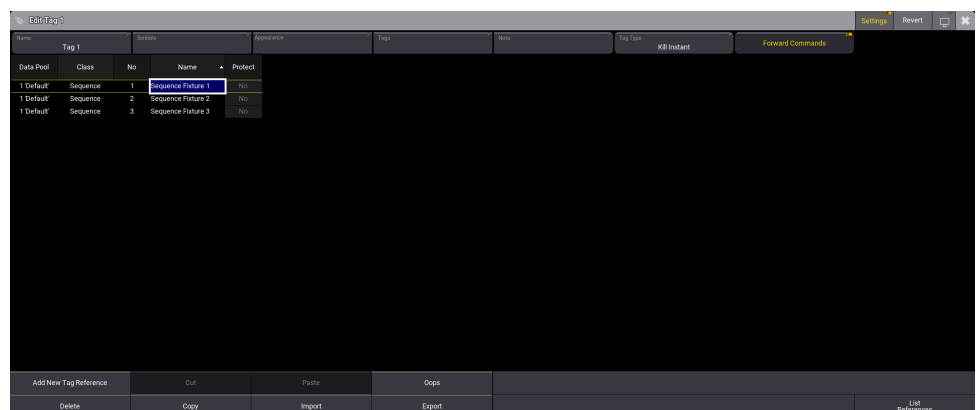 Edit Tag 1
Settings
Revert
Name
Tag 1
Scribble
Appearance
Tags
Note
Tag Type
Kill Instant
Forward Commands
Data Pool Class No Name Protect
1 'Default' Sequence 1 Sequence Fixture 1 No
1 'Default' Sequence 2 Sequence Fixture 2 No
1 'Default' Sequence 3 Sequence Fixture 3 No
Add New Tag Reference Cut Paste Oops
Delete Copy Import Export List
References